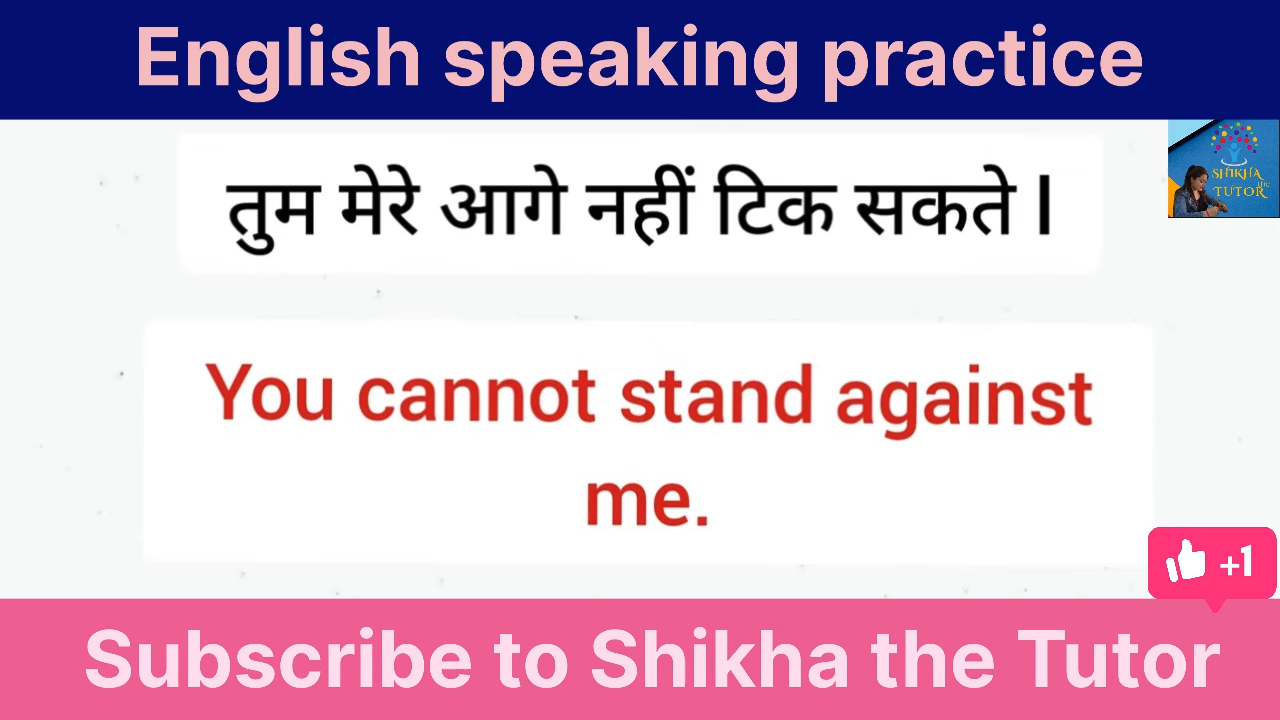 English speaking practice
SHIKHA
the
TUTOR
तुम मेरे आगे नहीं टिक सकते l
You cannot stand against
me.
+1
Subscribe to Shikha the Tutor